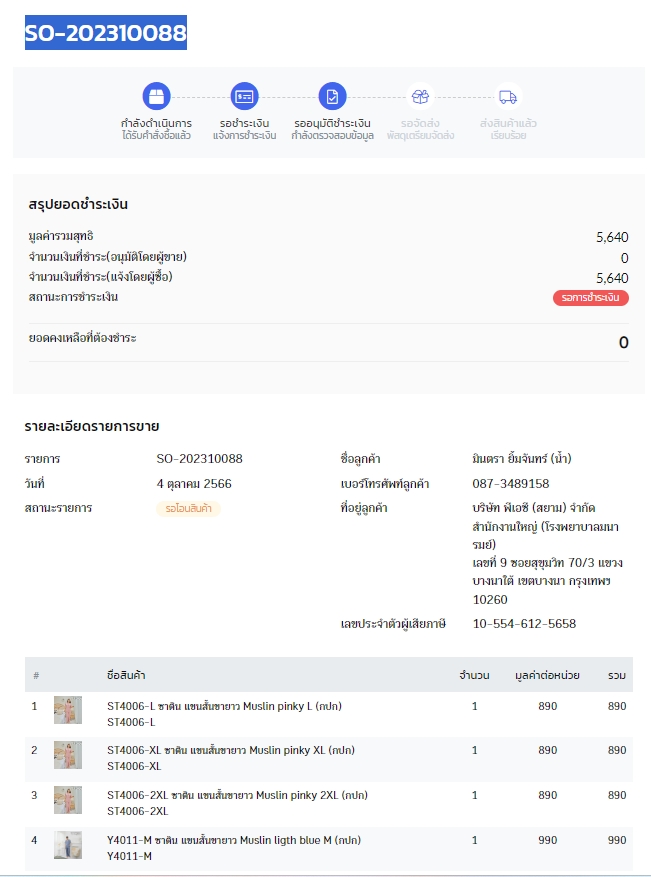 SO-202310088
กำลังดำเนินการ รอชำระเงิน รออนุมัติชำระเงิน รอจัดส่ง ส่งสินค้าแล้ว
ได้รับคำสั่งซื้อแล้ว แจ้งการชำระเงิน กำลังตรวจสอบข้อมูล พัสดุเตรียมจัดส่ง เรียบร้อย
สรุปยอดชำระเงิน
มูลค่ารวมสุทธิ 5,640
จำนวนเงินที่ชำระ(อนุมัติโดยผู้ขาย) 0
จำนวนเงินที่ชำระ(แจ้งโดยผู้ซื้อ) 5,640
สถานะการชำระเงิน รอการชำระเงิน
ยอดคงเหลือที่ต้องชำระ 0
รายละเอียดรายการขาย
รายการ SO-202310088 ชื่อลูกค้า มินตรา ยิ้มจันทร์ (น้ำ)
วันที่ 4 ตุลาคม 2566 เบอร์โทรศัพท์ลูกค้า 087-3489158
สถานะรายการ รอโอนสินค้า ที่อยู่ลูกค้า บริษัท พีเอชี (สยาม) จำกัด
สำนักงานใหญ่ (โรงพยาบาลมนา
รมย์)
เลขที่ 9 ซอยสุขุมวิท 70/3 แขวง
บางนาใต้ เขตบางนา กรุงเทพฯ
10260
เลขประจำตัวผู้เสียภาษี 10-554-612-5658
# ชื่อสินค้า จำนวน มูลค่าต่อหน่วย รวม
1 ST4006-L ซาติน แขนสั้นขายาว Muslin pinky L (กปก) 1 890 890
ST4006-L
2 ST4006-XL ซาติน แขนสั้นขายาว Muslin pinky XL (กปก) 1 890 890
ST4006-XL
3 ST4006-2XL ซาติน แขนสั้นขายาว Muslin pinky 2XL (กปก) 1 890 890
ST4006-2XL
4 Y4011-M ซาติน แขนสั้นขายาว Muslin ligth blue M (กปก) 1 990 990
Y4011-M